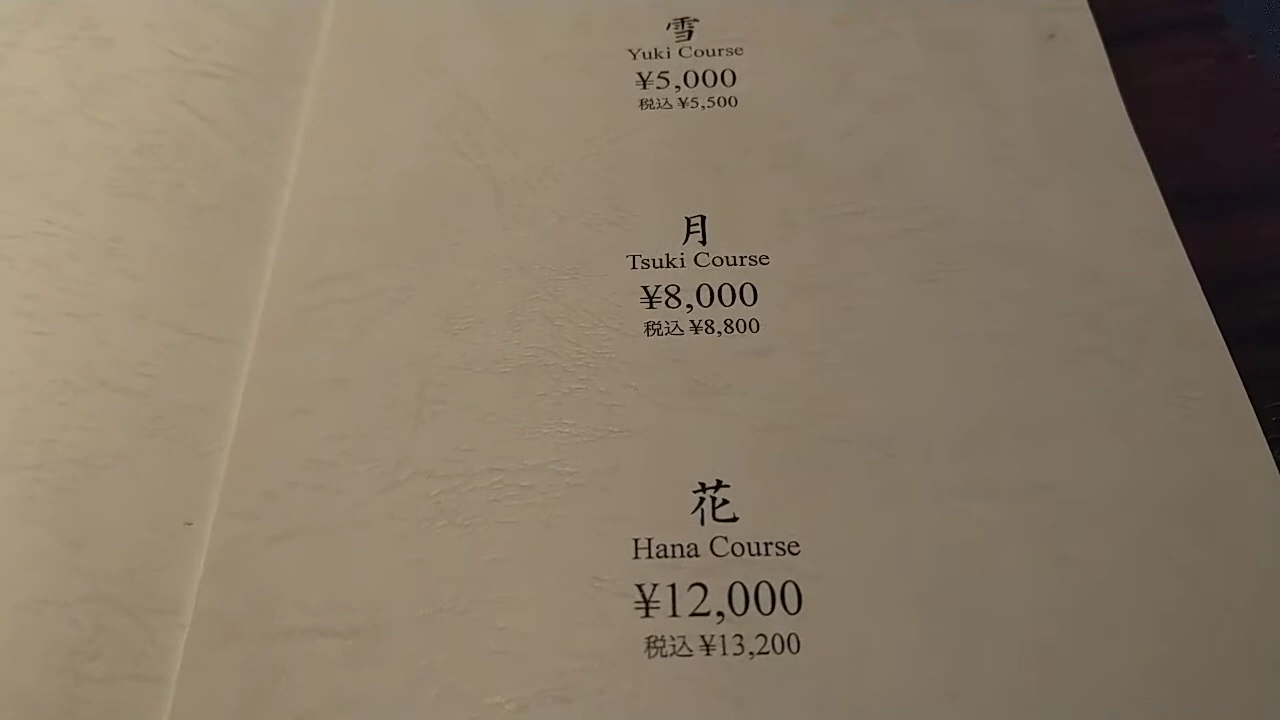 雪
Yuki Course
¥5,000
税込 ¥5,500
月
Tsuki Course
¥8,000
税込 ¥8,800
花
Hana Course
¥12,000
税込 ¥13,200